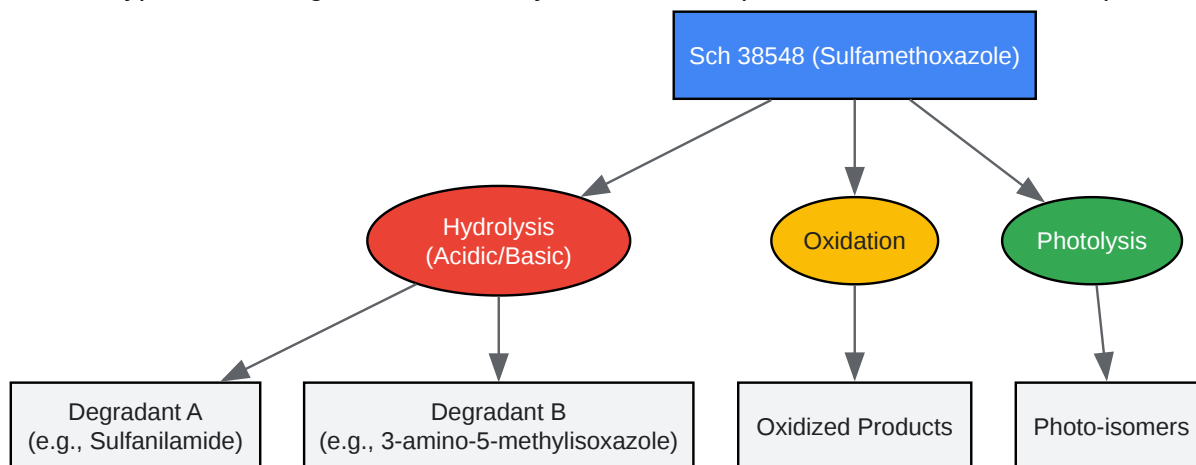 Sch 38548 (Sulfamethoxazole)
Hydrolysis
(Acidic/Basic)
Oxidation
Photolysis
Degradant A
(e.g., Sulfanilamide)
Degradant B
(e.g., 3-amino-5-methylisoxazole)
Oxidized Products
Photo-isomers